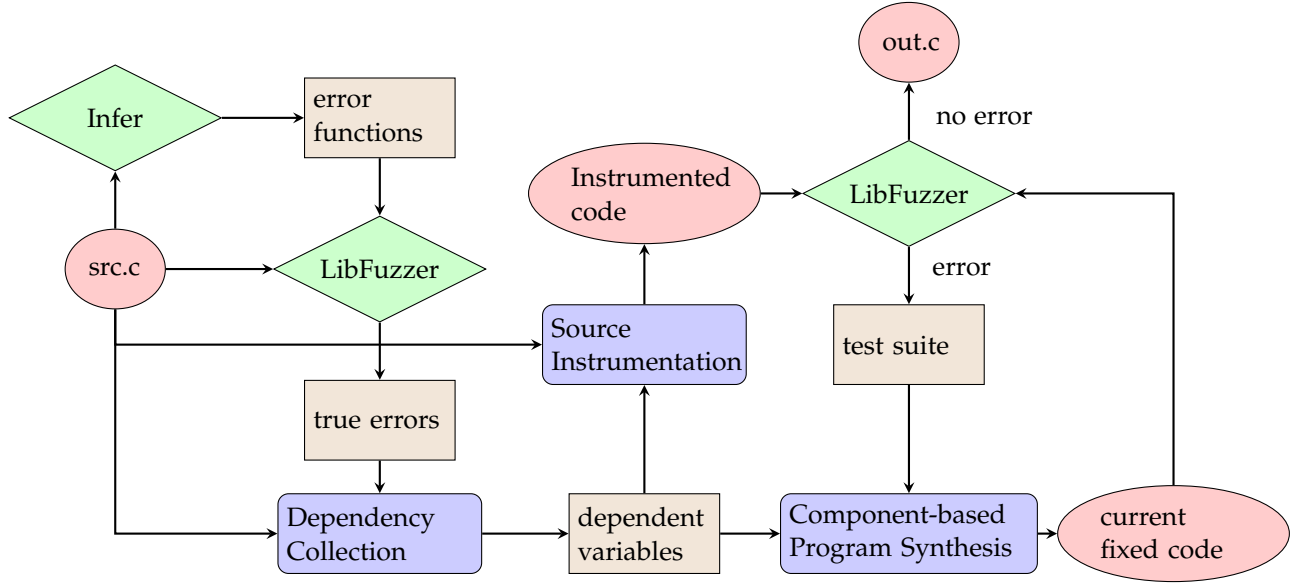 out.c
Infer
error
functions
no error
Instrumented
code
LibFuzzer
src.c
LibFuzzer
error
Source
Instrumentation
test suite
true errors
Dependency
Collection
dependent
variables
Component-based
Program Synthesis
current
fixed code